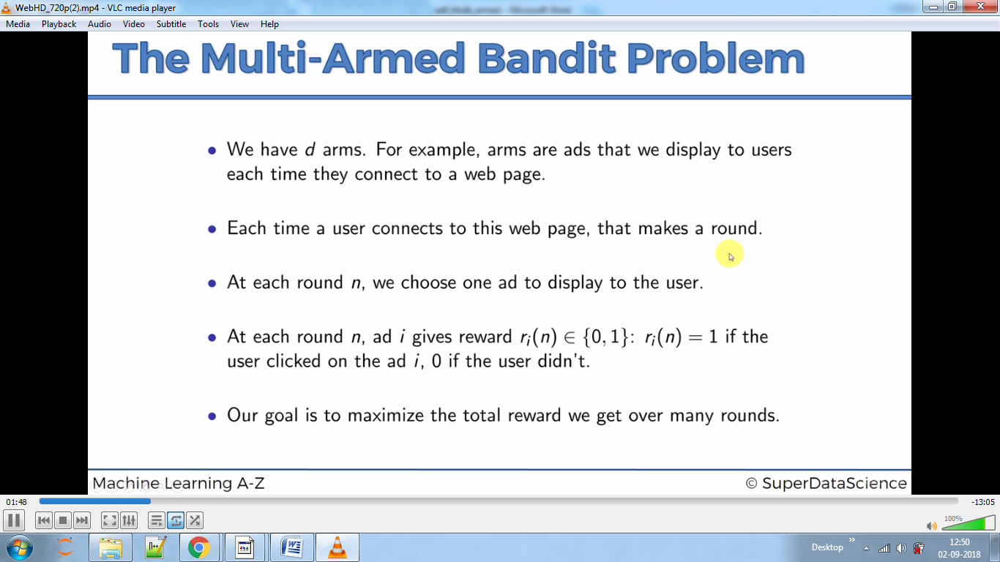 WebHD_720p(2).mp4 - VLC media player
Media Playback Audio Video Subtitle Tools View Help
The Multi-Armed Bandit Problem
• We have d arms. For example, arms are ads that we display to users
each time they connect to a web page.
• Each time a user connects to this web page, that makes a round.
• At each round n, we choose one ad to display to the user.
• At each round n, ad i gives reward rᵢ(n) ∈ {0, 1}: rᵢ(n) = 1 if the
user clicked on the ad i, 0 if the user didn't.
• Our goal is to maximize the total reward we get over many rounds.
Machine Learning A-Z © SuperDataScience
01:48 -13:05
100%
Desktop » 12:50
02-09-2018